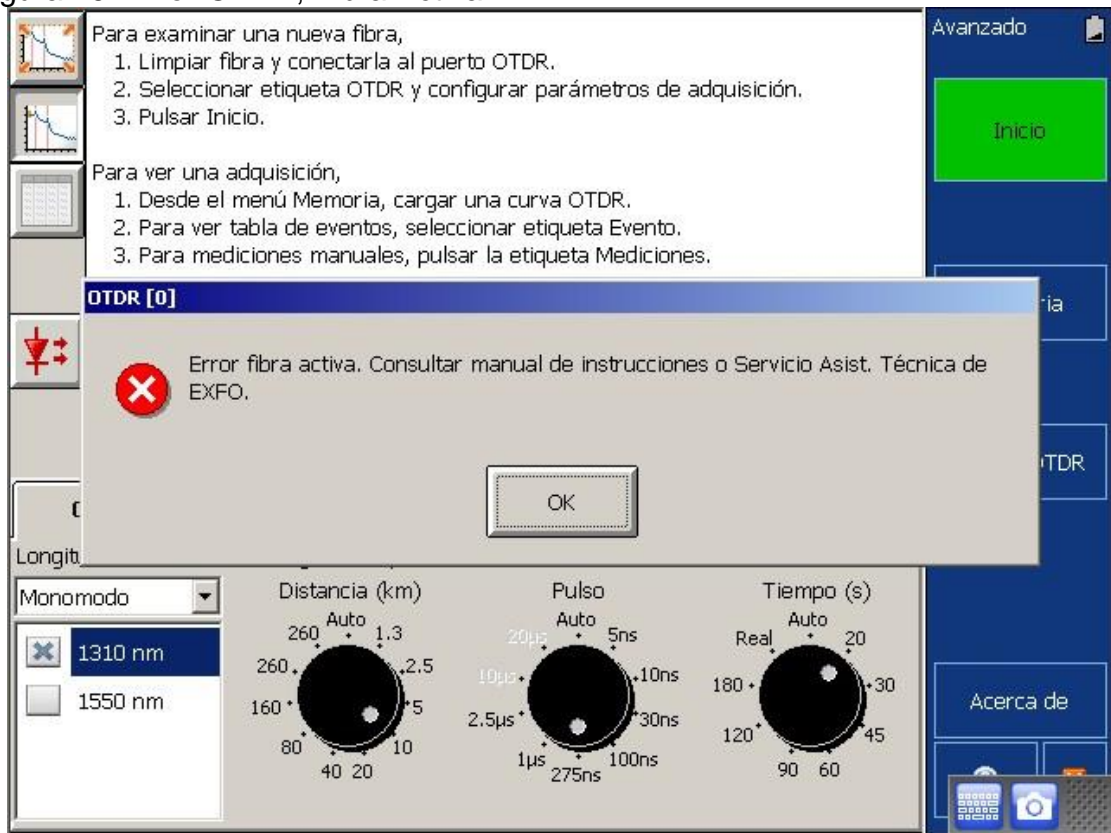 Para examinar una nueva fibra,
1. Limpiar fibra y conectarla al puerto OTDR.
2. Seleccionar etiqueta OTDR y configurar parámetros de adquisición.
3. Pulsar Inicio.
Para ver una adquisición,
1. Desde el menú Memoria, cargar una curva OTDR.
2. Para ver tabla de eventos, seleccionar etiqueta Evento.
3. Para mediciones manuales, pulsar la etiqueta Mediciones.
Avanzado
Inicio
OTDR [0]
Error fibra activa. Consultar manual de instrucciones o Servicio Asist. Técnica de
EXFO.
OK
Monomodo
1310 nm
1550 nm
Distancia (km)
Auto
1.3
2.5
5
10
20
40
80
160
260
260
Pulso
Auto
5ns
10ns
30ns
100ns
275ns
1µs
2.5µs
10µs
20µs
Tiempo (s)
Auto
20
30
45
60
90
120
180
Real
Acerca de